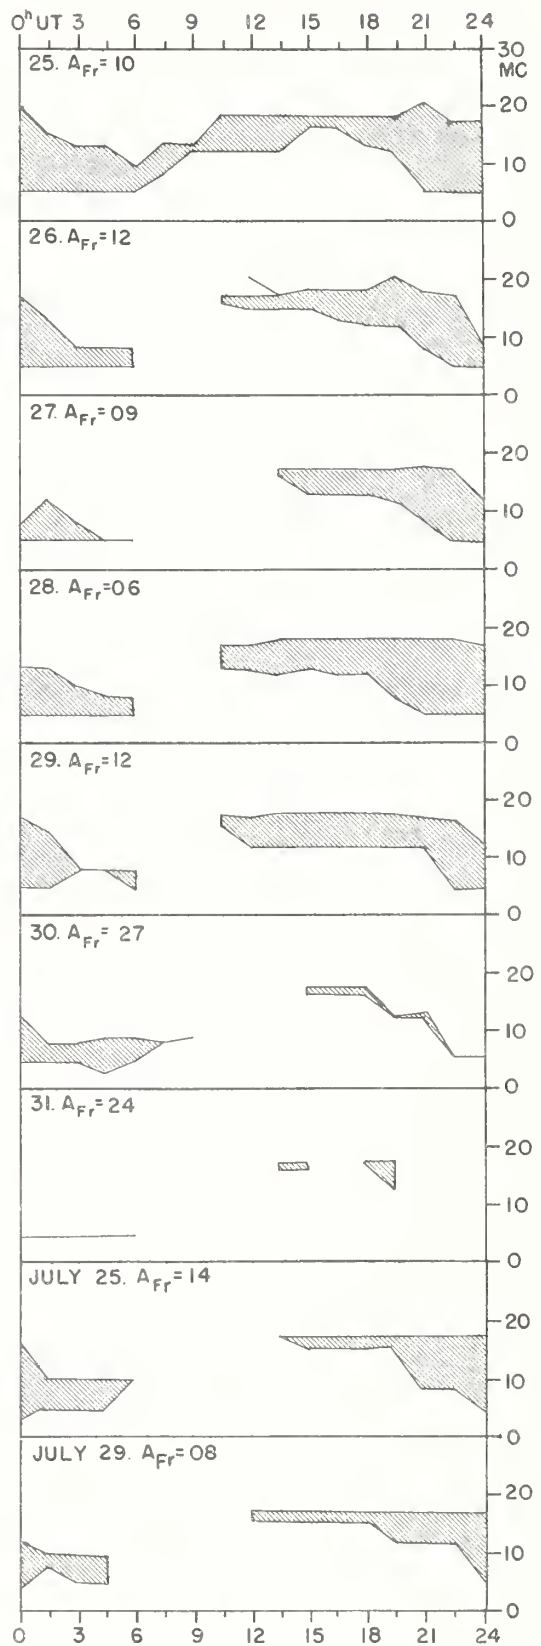 0ʰ UT 3 6 9 12 15 18 21 24
30
25. A_Fr=10
MC
20
10
0
26. A_Fr=12
20
10
0
27. A_Fr=09
20
10
0
28. A_Fr=06
20
10
0
29. A_Fr=12
20
10
0
30. A_Fr=27
20
10
0
31. A_Fr=24
20
10
0
JULY 25. A_Fr=14
20
10
0
JULY 29. A_Fr=08
20
10
0
0 3 6 9 12 15 18 21 24